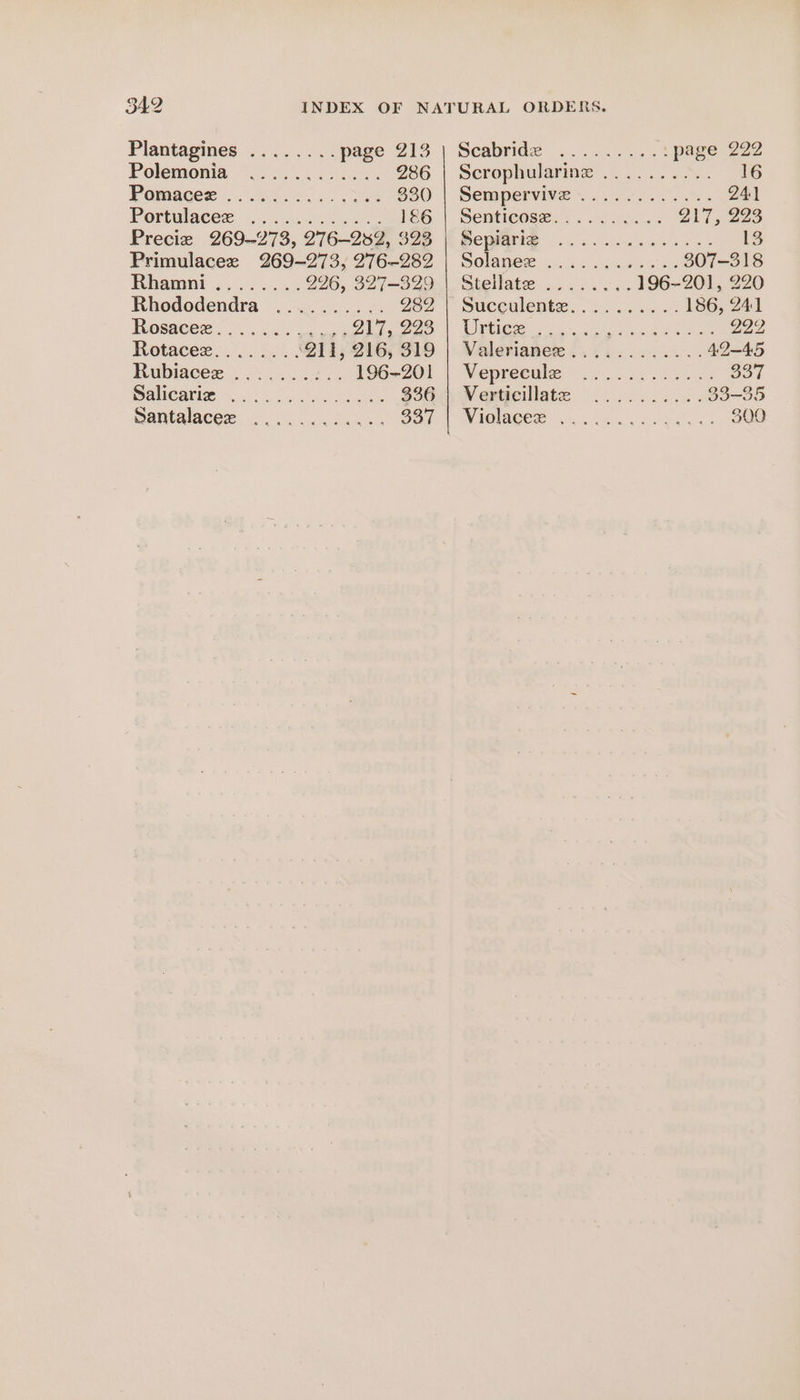 342 INDEX OF NATURAL ORDERS.
Plantagines ........ page 213
Polemonia ............. 286
Pomaceæ ............... 330
Portulaceæ ............. 186
Preciæ 269–273, 276–282, 323
Primulaceæ 269–273, 276–282
Rhamni ........ 226, 327–329
Rhododendra ........... 282
Rosaceæ ............. 217, 223
Rotaceæ ........ 211, 216, 319
Rubiaceæ ........... 196–201
Salicariæ ............... 336
Santalaceæ ............. 337
Scabridæ .......... page 222
Scrophularinæ .......... 16
Sempervivæ ............. 241
Senticosæ ........... 217, 223
Sepiariæ ............... 13
Solaneæ ............. 307–318
Stellatæ ........ 196–201, 220
Succulentæ .......... 186, 241
Urticæ ................. 222
Valerianeæ ............. 42–45
Vepreculæ ............. 337
Verticillatæ .......... 33–35
Violaceæ ............... 300